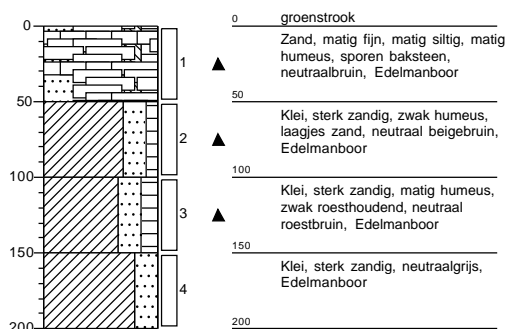 0
0 groenstrook
Zand, matig fijn, matig siltig, matig
humeus, sporen baksteen,
neutraalbruin, Edelmanboor
1
50
50
Klei, sterk zandig, zwak humeus,
laagjes zand, neutraal beigebruin,
Edelmanboor
2
100
100
Klei, sterk zandig, matig humeus,
zwak roesthoudend, neutraal
roestbruin, Edelmanboor
3
150
150
Klei, sterk zandig, neutraalgrijs,
Edelmanboor
4
200
200